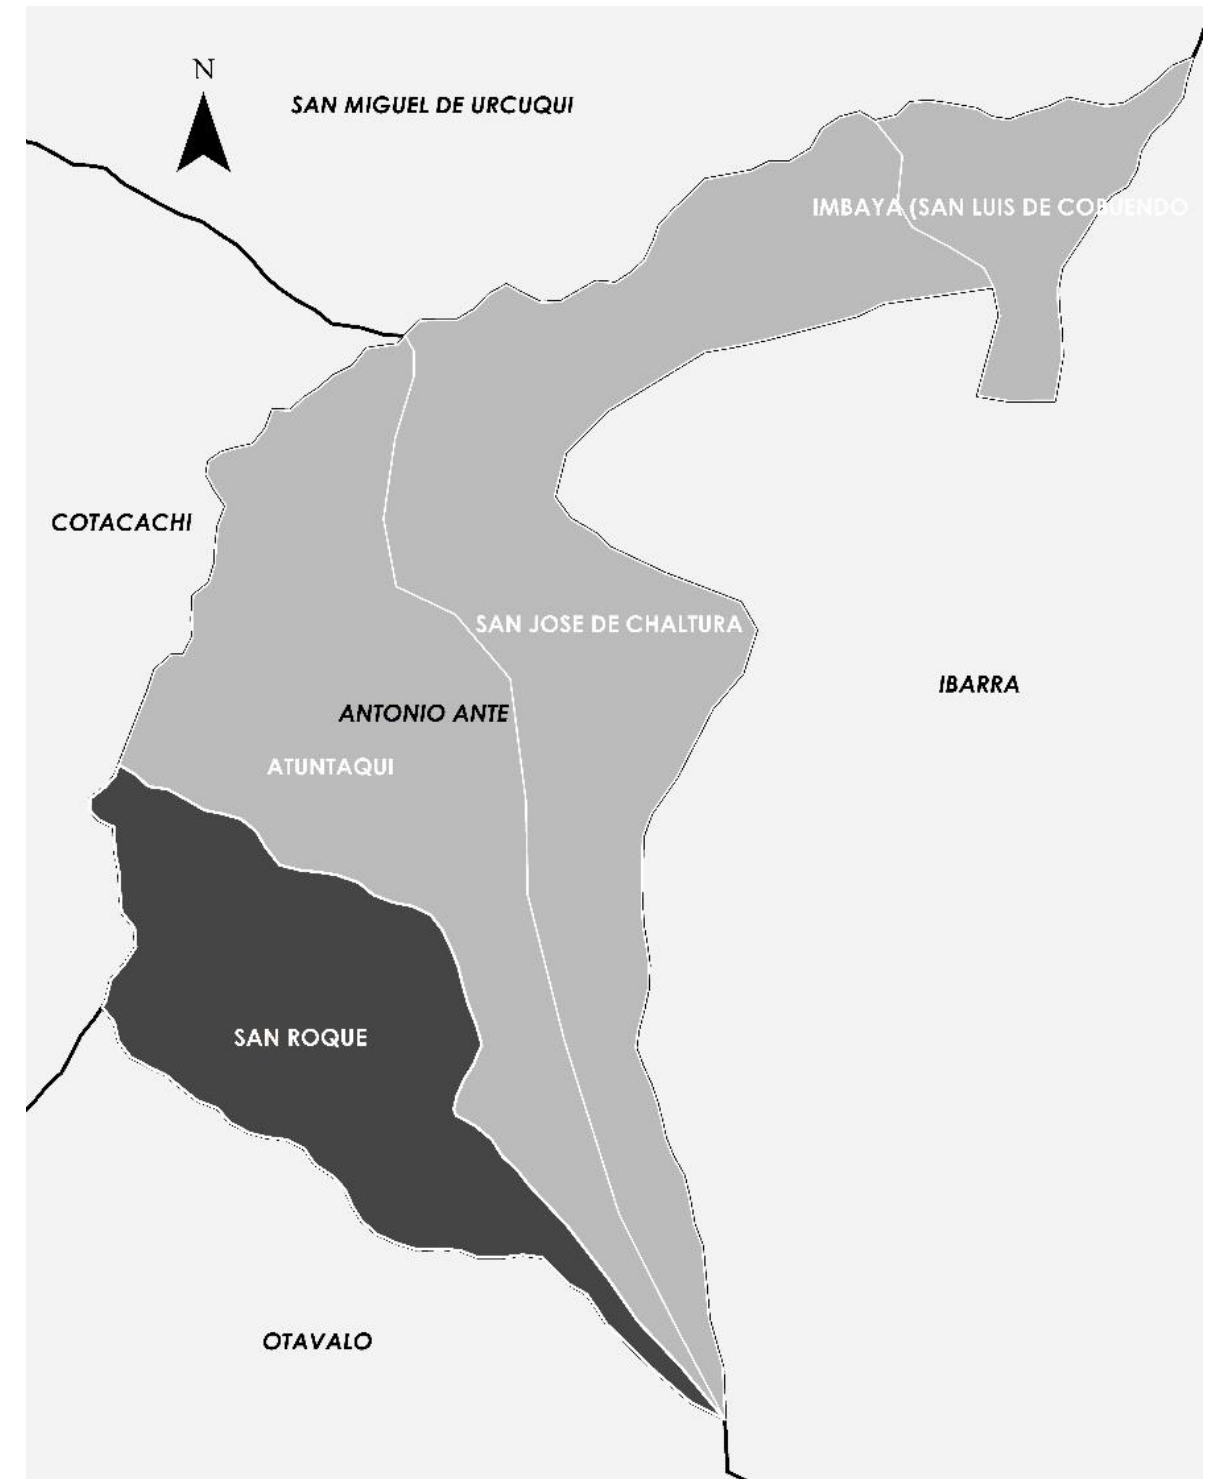 N
SAN MIGUEL DE URCUQUI
IMBAYA (SAN LUIS DE COBUENDO
COTACACHI
SAN JOSE DE CHALTURA
IBARRA
ANTONIO ANTE
ATUNTAQUI
SAN ROQUE
OTAVALO